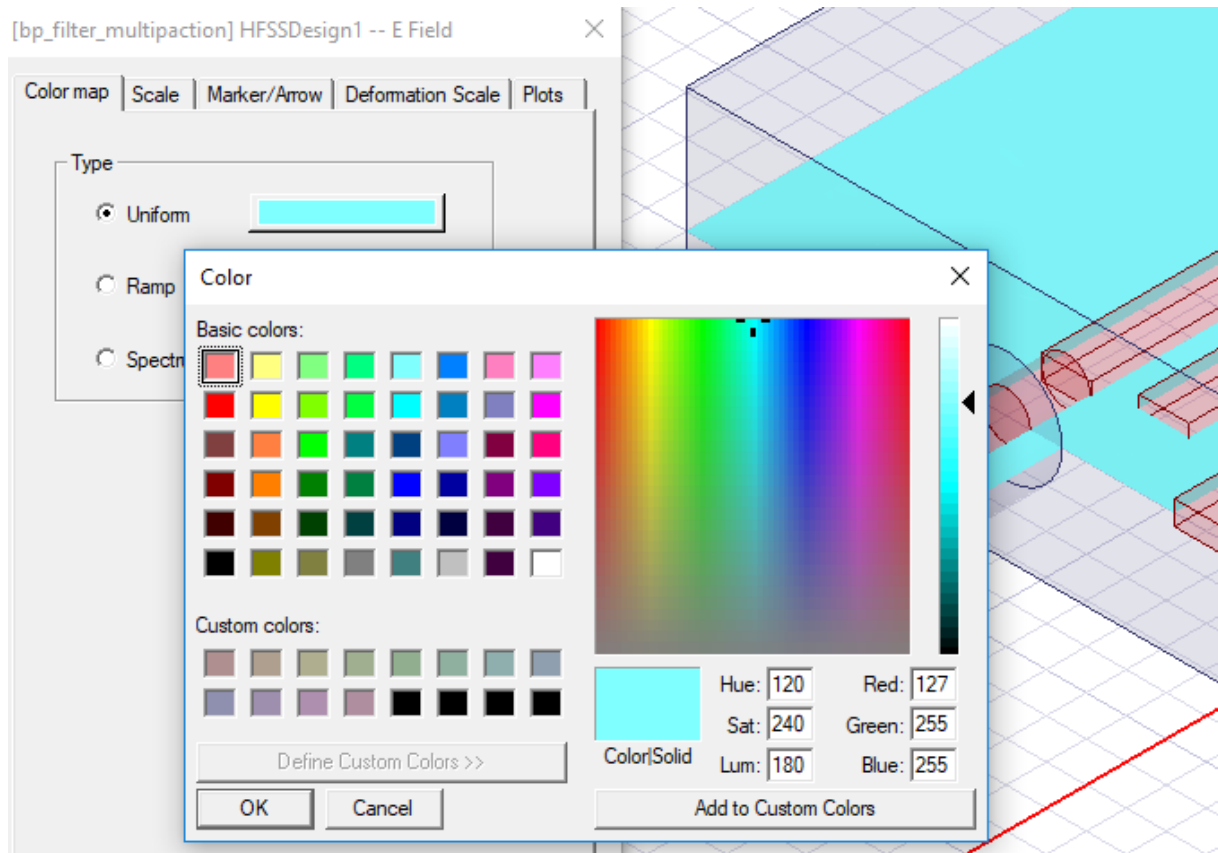 [bp_filter_multipaction] HFSSDesign1 -- E Field
Color map Scale Marker/Arrow Deformation Scale Plots
Type
Uniform
Ramp
Color
Basic colors:
Custom colors:
Define Custom Colors >>
OK Cancel
Color|Solid
Hue: 120 Red: 127
Sat: 240 Green: 255
Lum: 180 Blue: 255
Add to Custom Colors